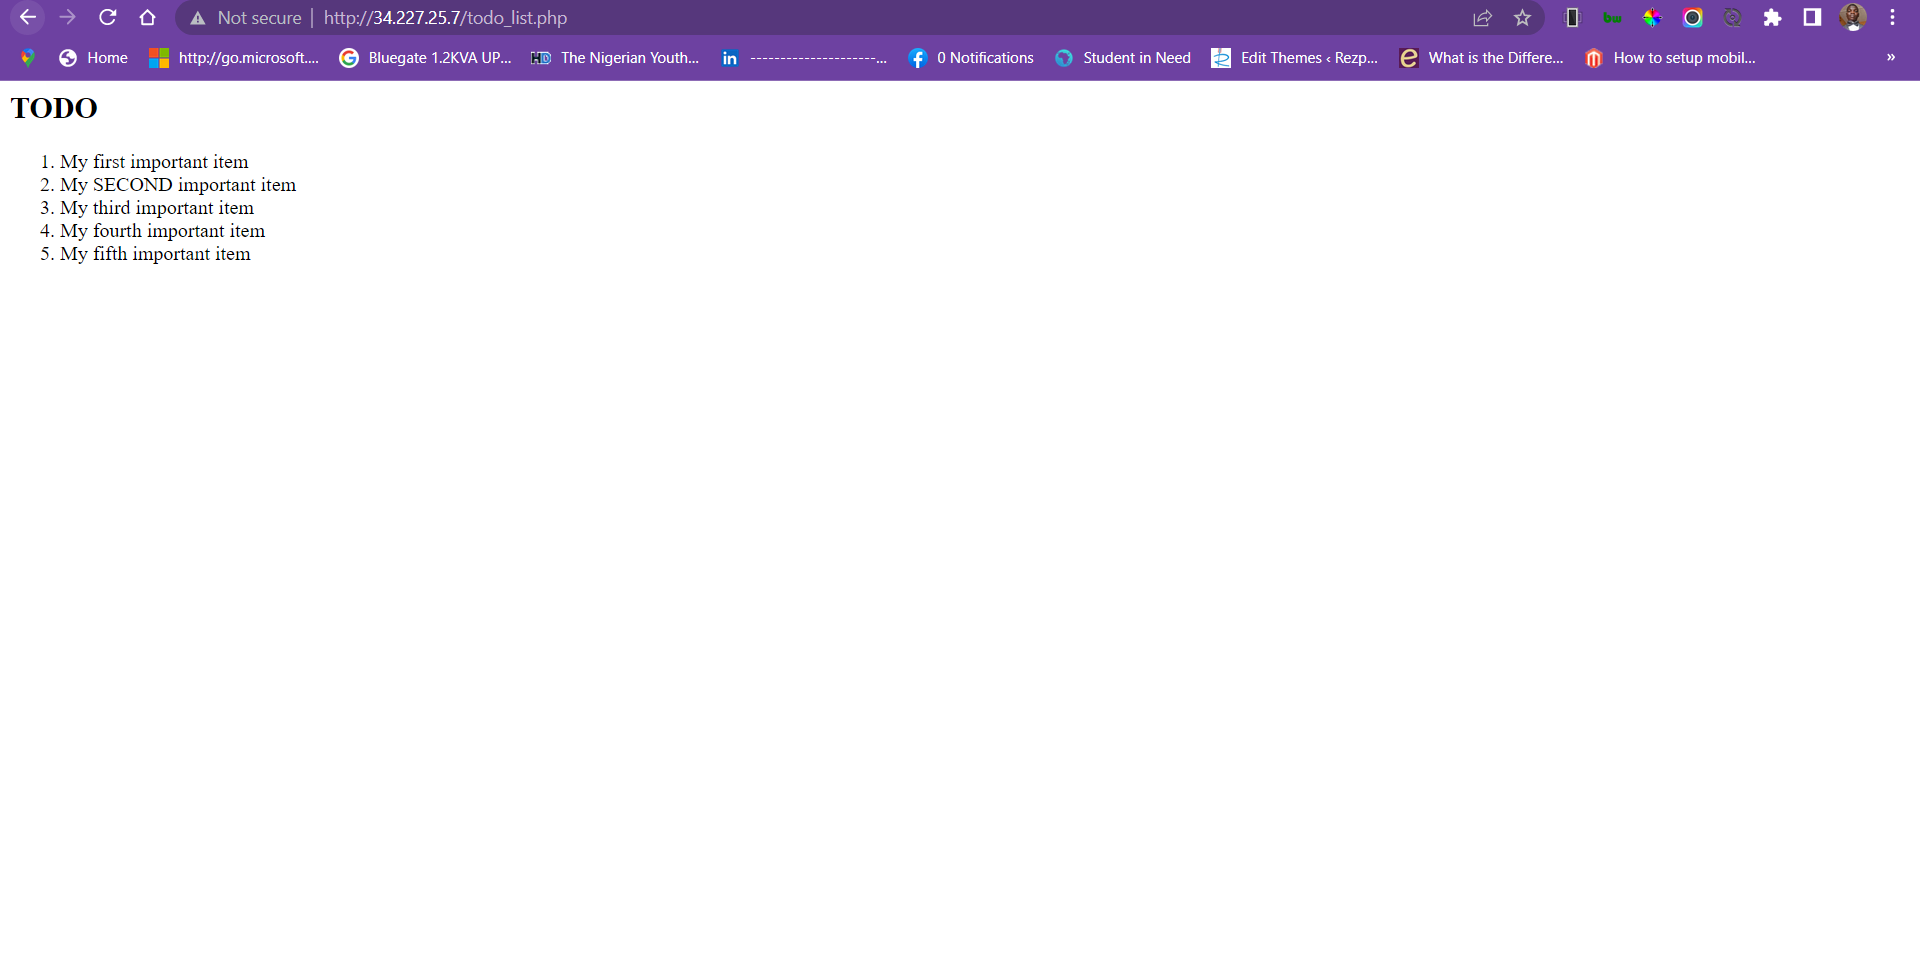 Not secure | http://34.227.25.7/todo_list.php
Home http://go.microsoft.... Bluegate 1.2KVA UP... HD The Nigerian Youth... in ---------------------... 0 Notifications Student in Need Edit Themes ‹ Rezp... What is the Differe... How to setup mobil... »
TODO
1. My first important item
2. My SECOND important item
3. My third important item
4. My fourth important item
5. My fifth important item